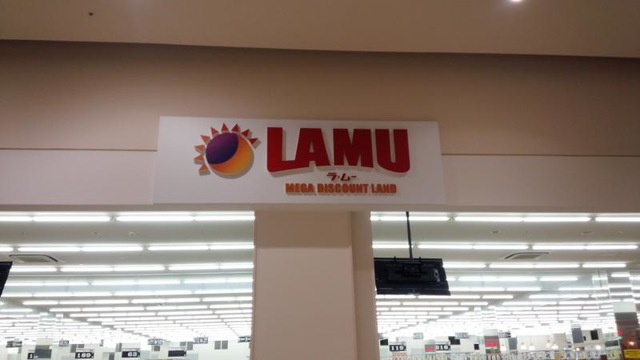 LAMU
ラ・ムー
MEGA DISCOUNT LAND